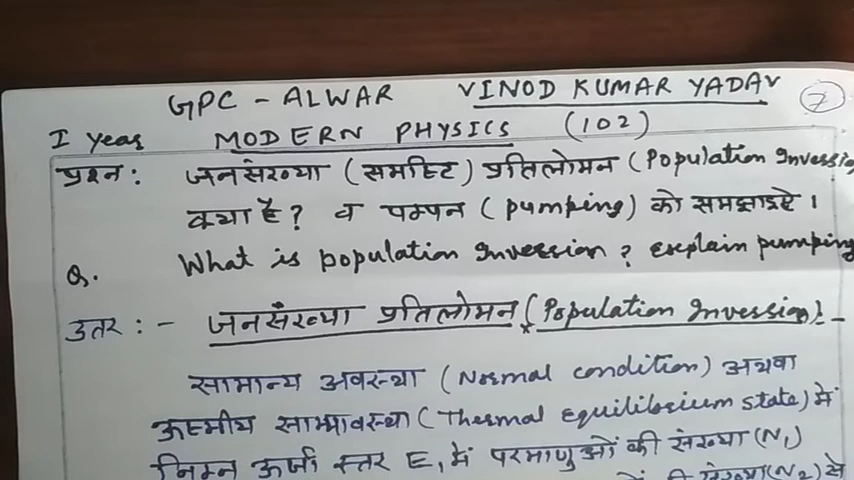 GPC - ALWAR VINOD KUMAR YADAV 7
I Year MODERN PHYSICS (102)
प्रश्न: जनसंख्या (समष्टि) प्रतिलोमन (Population Inversion
क्या है? व पम्पन (pumping) को समझाइये।
Q. What is population Inversion? explain pumping
उतर :- जनसंख्या प्रतिलोमन (Population Inversion):-
सामान्य अवस्था (Normal condition) अथवा
ऊष्मीय साम्यावस्था (Thermal Equilibrium state) में
निम्न ऊर्जा स्तर E₁ में परमाणुओं की संख्या (N₁)
की संख्या (N₂) से